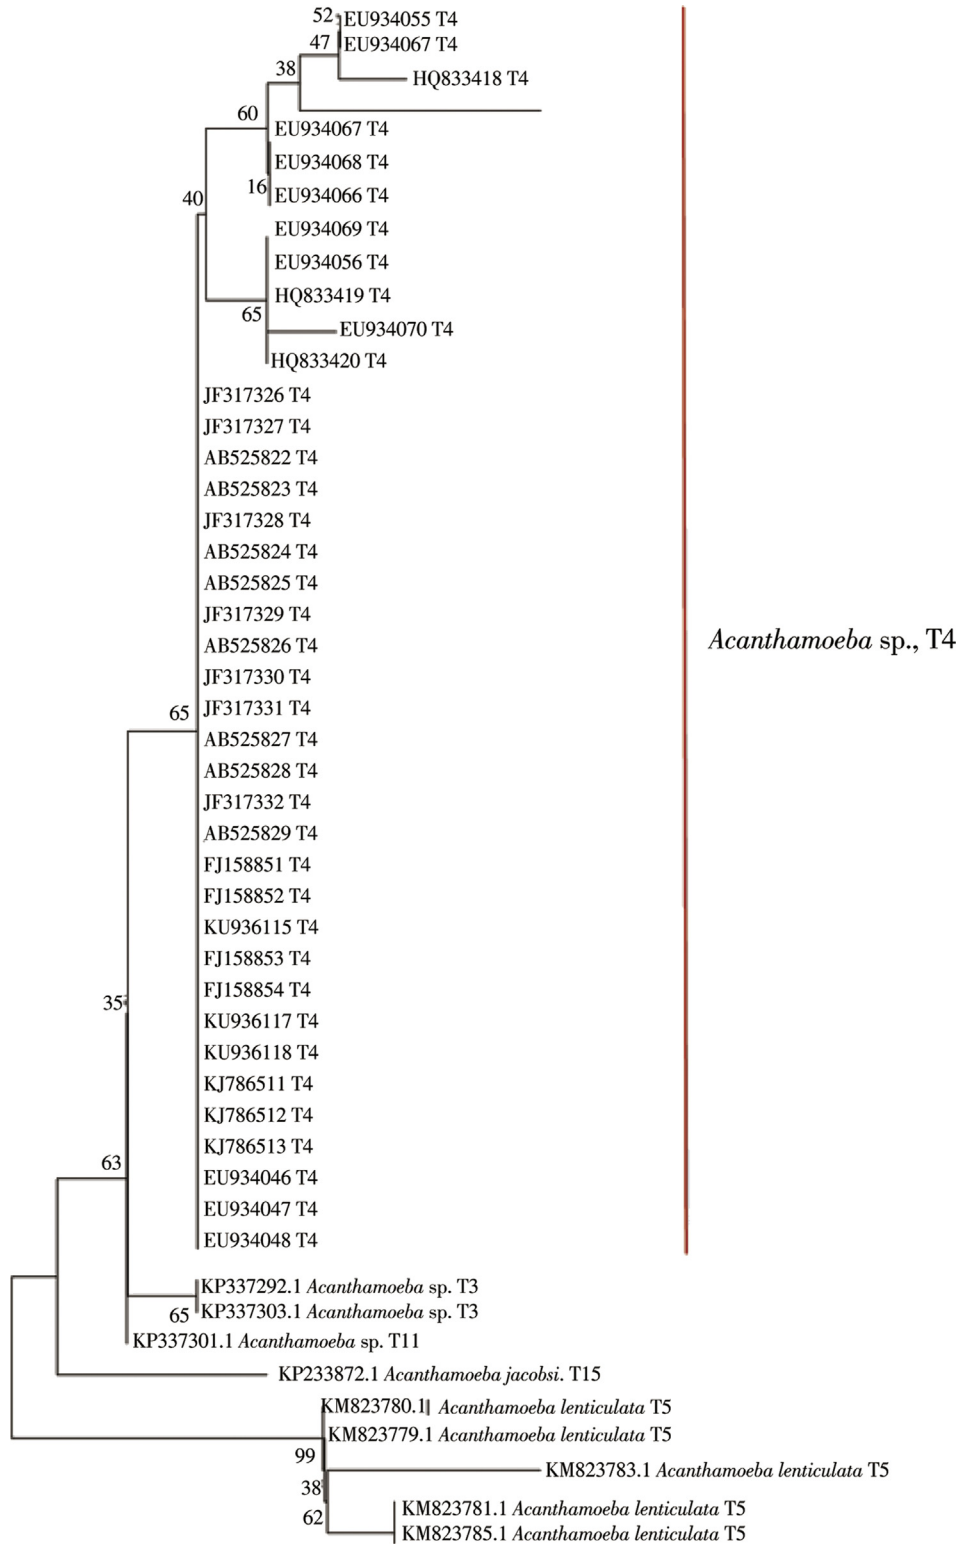 52 EU934055 T4
47 EU934067 T4
38 HQ833418 T4
60 EU934067 T4
EU934068 T4
16 EU934066 T4
40
EU934069 T4
EU934056 T4
HQ833419 T4
65 EU934070 T4
HQ833420 T4
JF317326 T4
JF317327 T4
AB525822 T4
AB525823 T4
JF317328 T4
AB525824 T4
AB525825 T4
JF317329 T4
Acanthamoeba sp., T4
AB525826 T4
JF317330 T4
65 JF317331 T4
AB525827 T4
AB525828 T4
JF317332 T4
AB525829 T4
FJ158851 T4
FJ158852 T4
KU936115 T4
FJ158853 T4
FJ158854 T4
35
KU936117 T4
KU936118 T4
KJ786511 T4
KJ786512 T4
KJ786513 T4
63
EU934046 T4
EU934047 T4
EU934048 T4
KP337292.1 Acanthamoeba sp. T3
65 KP337303.1 Acanthamoeba sp. T3
KP337301.1 Acanthamoeba sp. T11
KP233872.1 Acanthamoeba jacobsi. T15
KM823780.1| Acanthamoeba lenticulata T5
KM823779.1 Acanthamoeba lenticulata T5
99
KM823783.1 Acanthamoeba lenticulata T5
38
KM823781.1 Acanthamoeba lenticulata T5
62
KM823785.1 Acanthamoeba lenticulata T5